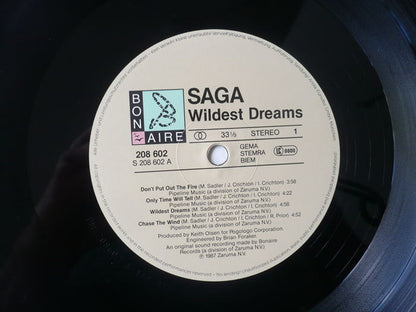 BON
AIRE
SAGA
Wildest Dreams
33⅓ STEREO 1
208 602
S 208 602 A
GEMA
STEMRA
BIEM
Don't Put Out The Fire (M. Sadler / J. Crichton / I. Crichton) 3:56
Pipeline Music (a division of Zaruma N.V.)
Only Time Will Tell (M. Sadler / J. Crichton / I. Crichton) 4:22
Pipeline Music (a division of Zaruma N.V.)
Wildest Dreams (M. Sadler / J. Crichton / I. Crichton) 4:56
Pipeline Music (a division of Zaruma N.V.)
Chase The Wind (M. Sadler / J. Crichton / I. Crichton / R. Prior) 4:52
Pipeline Music (a division of Zaruma N.V.)
Produced by Keith Olsen for Pogologo Corporation.
Engineered by Brian Foraker.
An original sound recording made by Bonaire
Records (a division of Zaruma N.V.)
℗ 1987 Zaruma N.V.